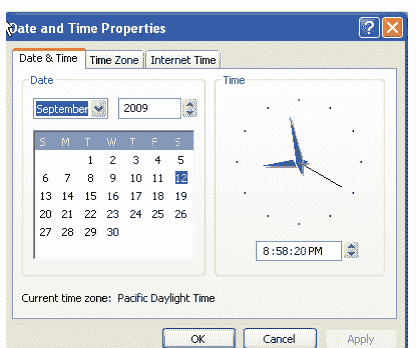 Date and Time Properties
Date & Time Time Zone Internet Time
Date
September 2009
S M T W T F S
1 2 3 4 5
6 7 8 9 10 11 12
13 14 15 16 17 18 19
20 21 22 23 24 25 26
27 28 29 30
Time
8:58:20 PM
Current time zone: Pacific Daylight Time
OK Cancel Apply